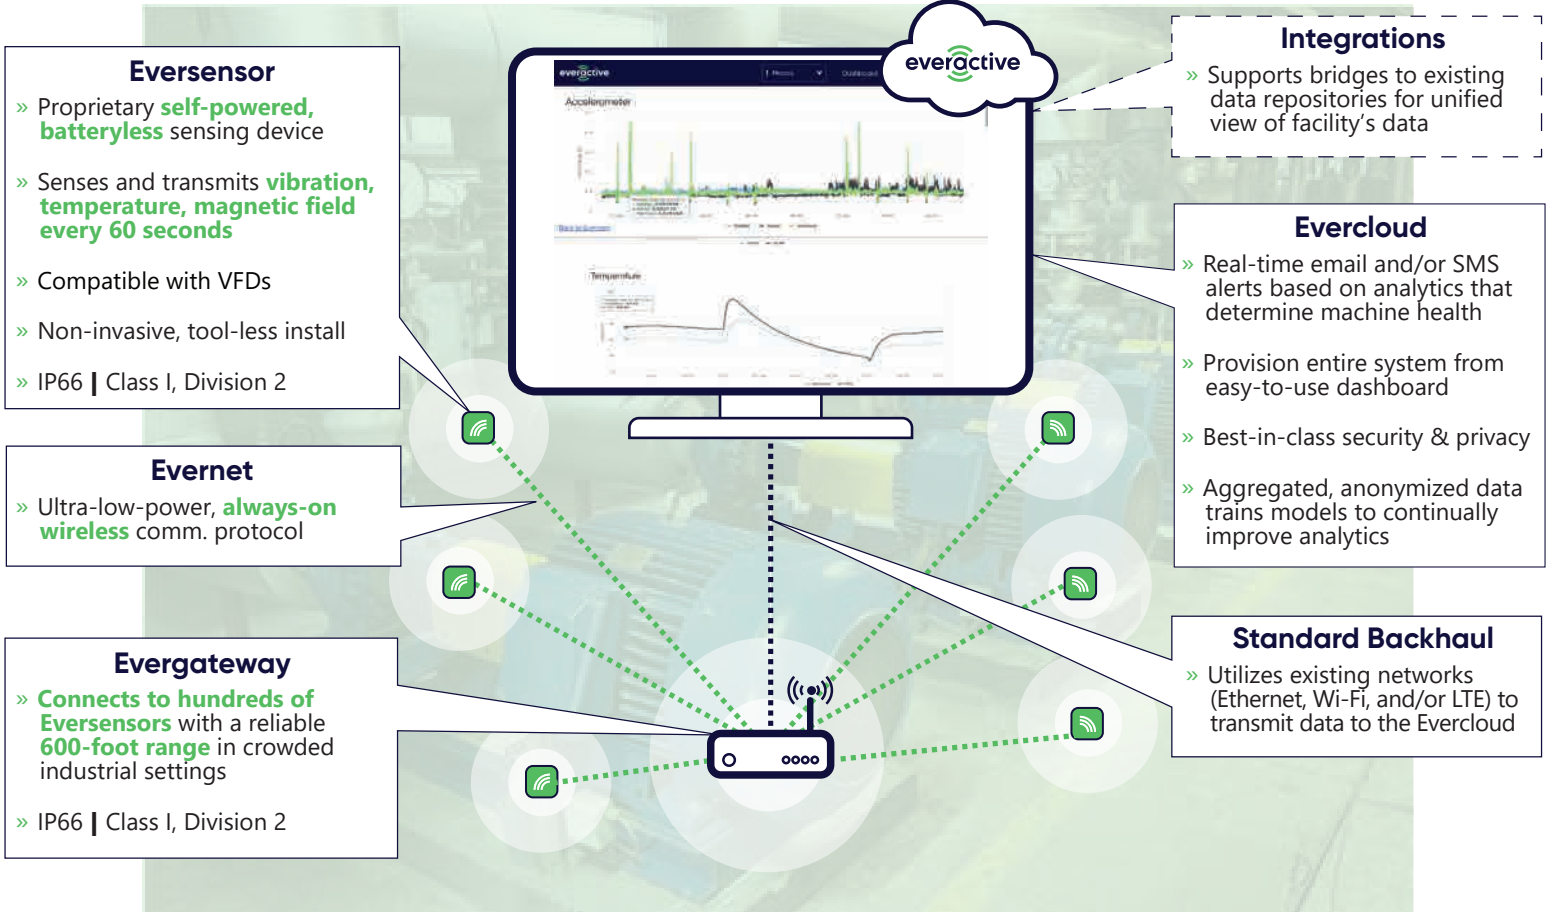 Eversensor
» Proprietary self-powered,
batteryless sensing device
» Senses and transmits vibration,
temperature, magnetic field
every 60 seconds
» Compatible with VFDs
» Non-invasive, tool-less install
» IP66 | Class I, Division 2
Evernet
» Ultra-low-power, always-on
wireless comm. protocol
Evergateway
» Connects to hundreds of
Eversensors with a reliable
600-foot range in crowded
industrial settings
» IP66 | Class I, Division 2
everactive
everactive
Dashboard
Accelerometer
Back to Summary
Temperature
Integrations
» Supports bridges to existing
data repositories for unified
view of facility's data
Evercloud
» Real-time email and/or SMS
alerts based on analytics that
determine machine health
» Provision entire system from
easy-to-use dashboard
» Best-in-class security & privacy
» Aggregated, anonymized data
trains models to continually
improve analytics
Standard Backhaul
» Utilizes existing networks
(Ethernet, Wi-Fi, and/or LTE) to
transmit data to the Evercloud